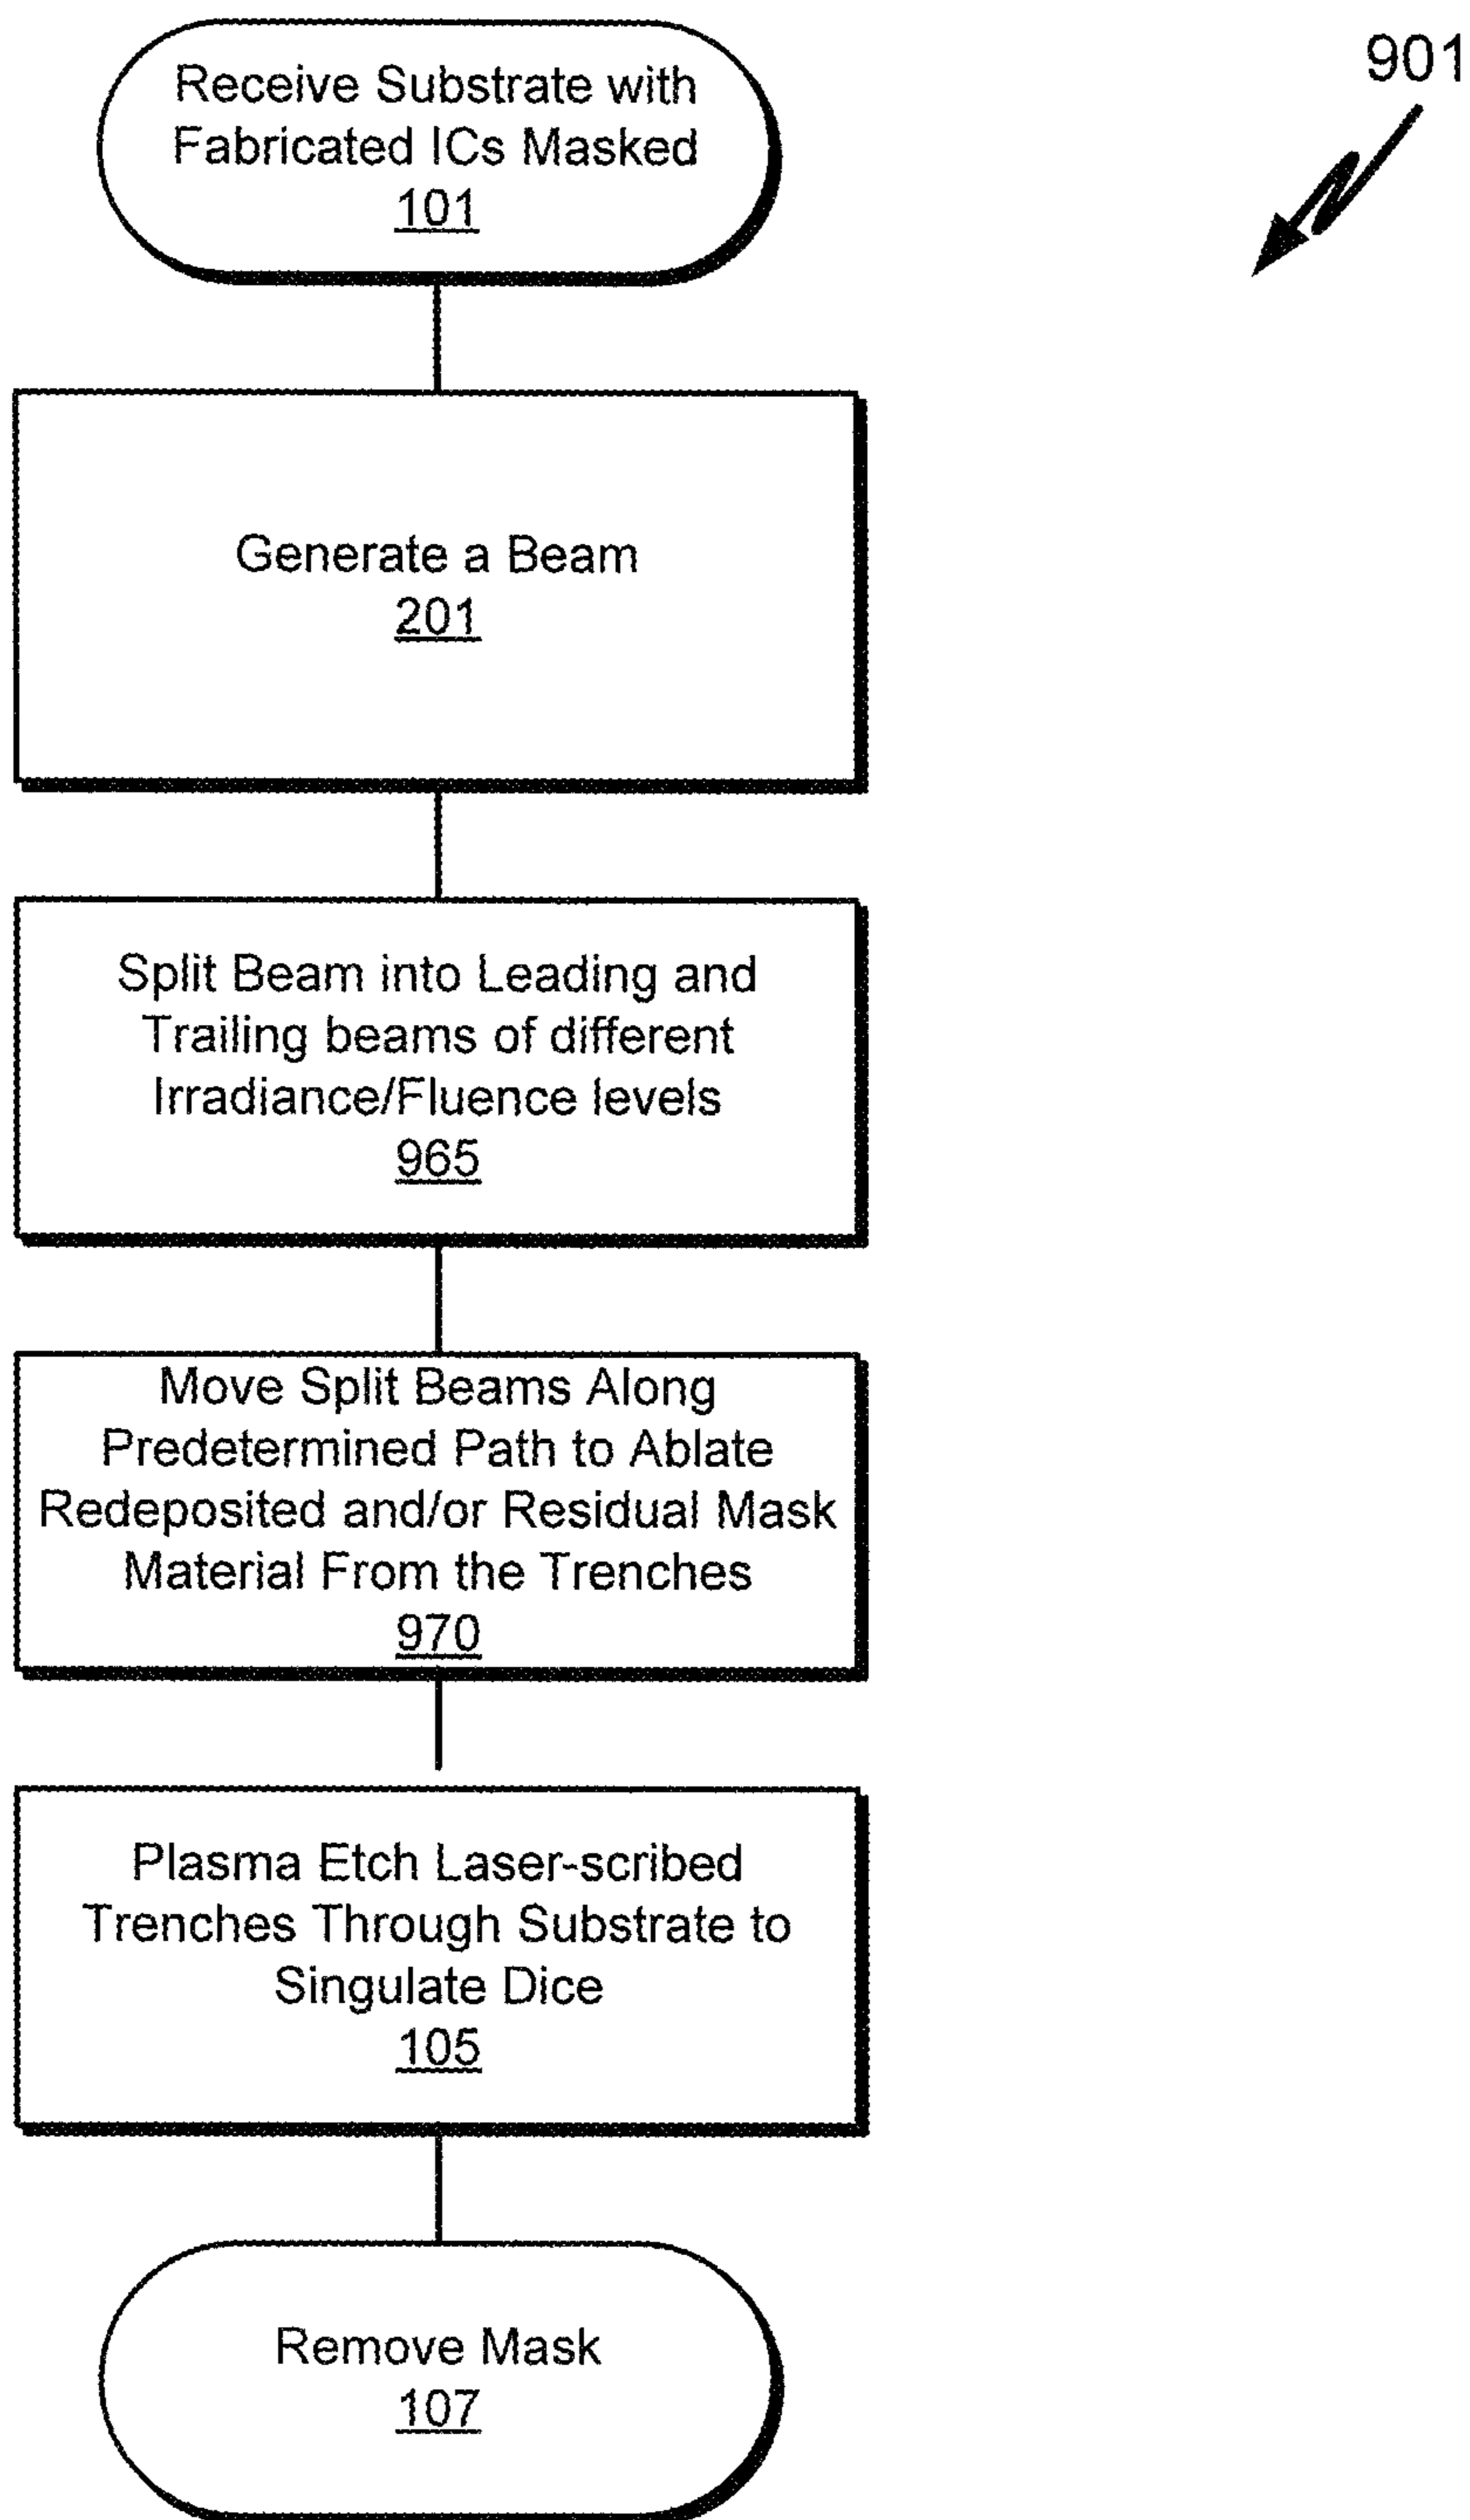 901
Receive Substrate with
Fabricated ICs Masked
101
Generate a Beam
201
Split Beam into Leading and
Trailing beams of different
Irradiance/Fluence levels
965
Move Split Beams Along
Predetermined Path to Ablate
Redeposited and/or Residual Mask
Material From the Trenches
970
Plasma Etch Laser-scribed
Trenches Through Substrate to
Singulate Dice
105
Remove Mask
107